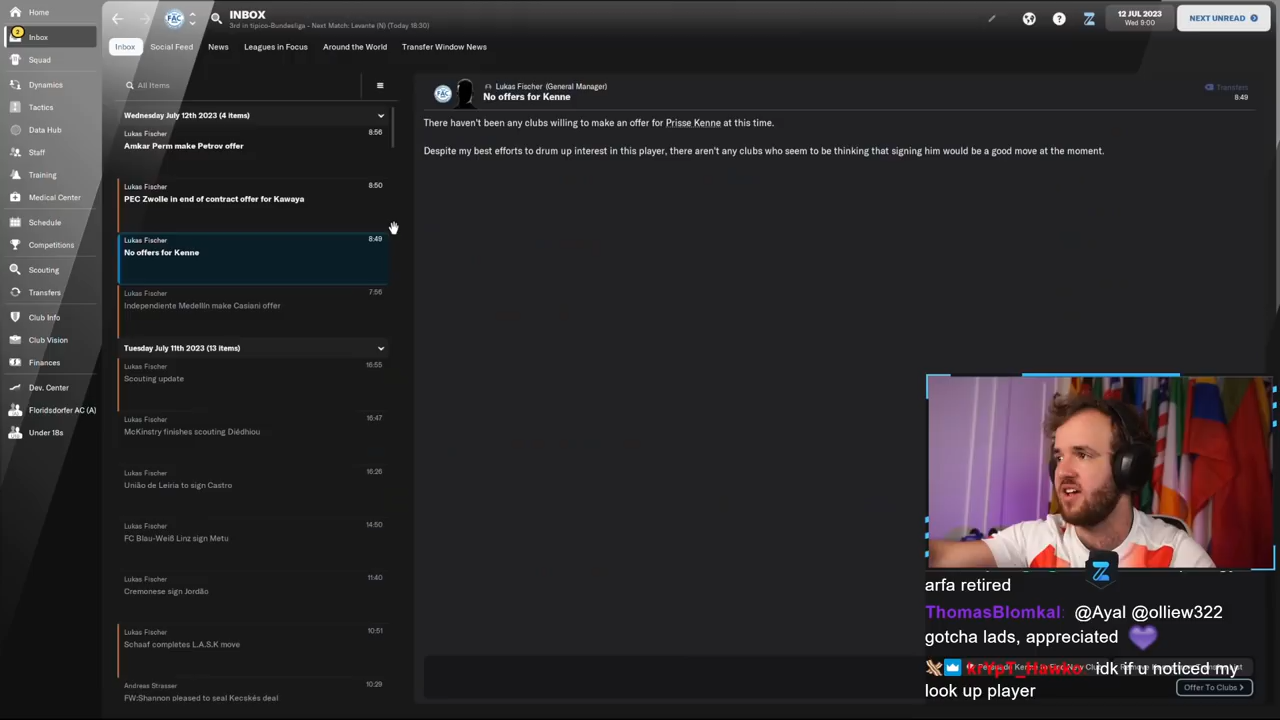 Home
2
Inbox
Squad
Dynamics
Tactics
Data Hub
Staff
Training
Medical Center
Schedule
Competitions
Scouting
Transfers
Club Info
Club Vision
Finances
Dev. Center
Floridsdorfer AC (A)
Under 18s
FAC
INBOX
3rd in tipico-Bundesliga - Next Match: Levante (N) (Today 18:30)
12 JUL 2023
Wed 9:00
NEXT UNREAD
Inbox
Social Feed
News
Leagues in Focus
Around the World
Transfer Window News
All Items
Wednesday July 12th 2023 (4 items)
Lukas Fischer 8:56
Amkar Perm make Petrov offer
Lukas Fischer 8:50
PEC Zwolle in end of contract offer for Kawaya
Lukas Fischer 8:49
No offers for Kenne
Lukas Fischer 7:56
Independiente Medellín make Casiani offer
Tuesday July 11th 2023 (13 items)
Lukas Fischer 16:55
Scouting update
Lukas Fischer 16:47
McKinstry finishes scouting Diédhiou
Lukas Fischer 16:26
União de Leiria to sign Castro
Lukas Fischer 14:50
FC Blau-Weiß Linz sign Metu
Lukas Fischer 11:40
Cremonese sign Jordão
Lukas Fischer 10:51
Schaaf completes L.A.S.K move
Andreas Strasser 10:29
FW:Shannon pleased to seal Kecskés deal
FAC
Lukas Fischer (General Manager)
No offers for Kenne
Transfers
8:49
There haven't been any clubs willing to make an offer for Prisse Kenne at this time.
Despite my best efforts to drum up interest in this player, there aren't any clubs who seem to be thinking that signing him would be a good move at the moment.
arfa retired
ThomasBlomkal: @Ayal @olliew322
gotcha lads, appreciated
idk if u noticed my
look up player
Offer To Clubs